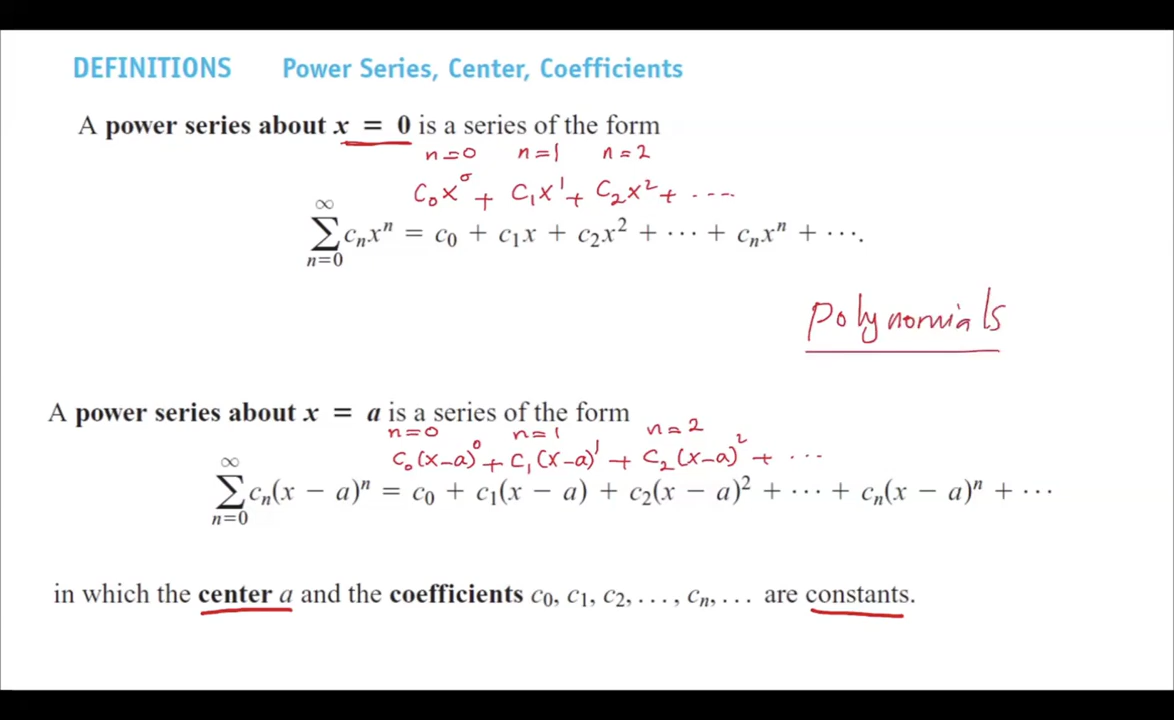 DEFINITIONS Power Series, Center, Coefficients
A power series about x = 0 is a series of the form
n=0 n=1 n=2
c₀x⁰ + c₁x¹ + c₂x² + ....
∞
∑ cₙxⁿ = c₀ + c₁x + c₂x² + ··· + cₙxⁿ + ···.
n=0
Polynomials
A power series about x = a is a series of the form
n=0 n=1 n=2
c₀(x-a)⁰ + c₁(x-a)¹ + c₂(x-a)² + ...
∞
∑ cₙ(x − a)ⁿ = c₀ + c₁(x − a) + c₂(x − a)² + ··· + cₙ(x − a)ⁿ + ···
n=0
in which the center a and the coefficients c₀, c₁, c₂, ..., cₙ, ... are constants.